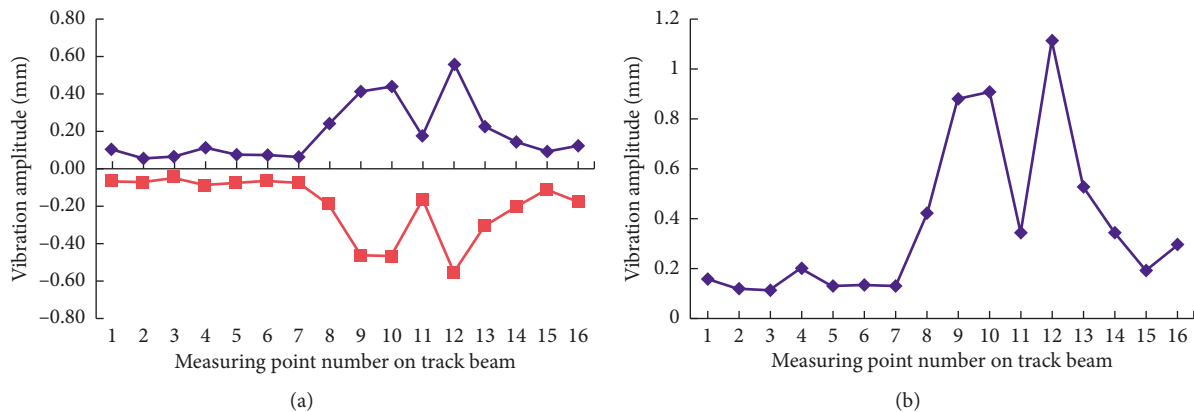 0.80
0.60
0.40
0.20
0.00
−0.20
−0.40
−0.60
−0.80
Vibration amplitude (mm)
1 2 3 4 5 6 7 8 9 10 11 12 13 14 15 16
Measuring point number on track beam
(a)
1.2
1
0.8
0.6
0.4
0.2
0
Vibration amplitude (mm)
1 2 3 4 5 6 7 8 9 10 11 12 13 14 15 16
Measuring point number on track beam
(b)